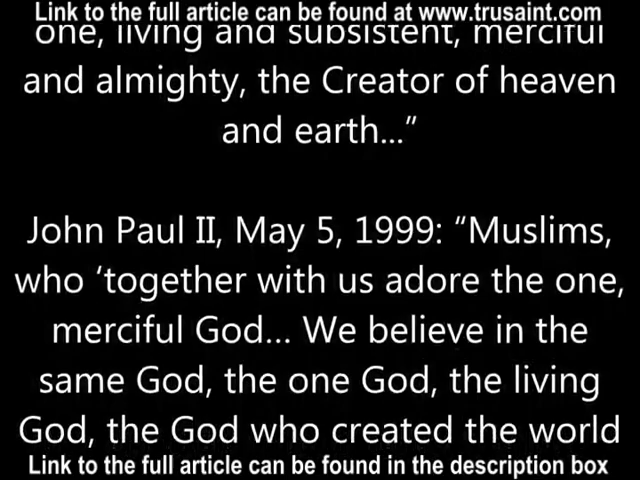 Link to the full article can be found at www.trusaint.com
one, living and subsistent, merciful
and almighty, the Creator of heaven
and earth...”
John Paul II, May 5, 1999: “Muslims,
who ‘together with us adore the one,
merciful God... We believe in the
same God, the one God, the living
God, the God who created the world
Link to the full article can be found in the description box